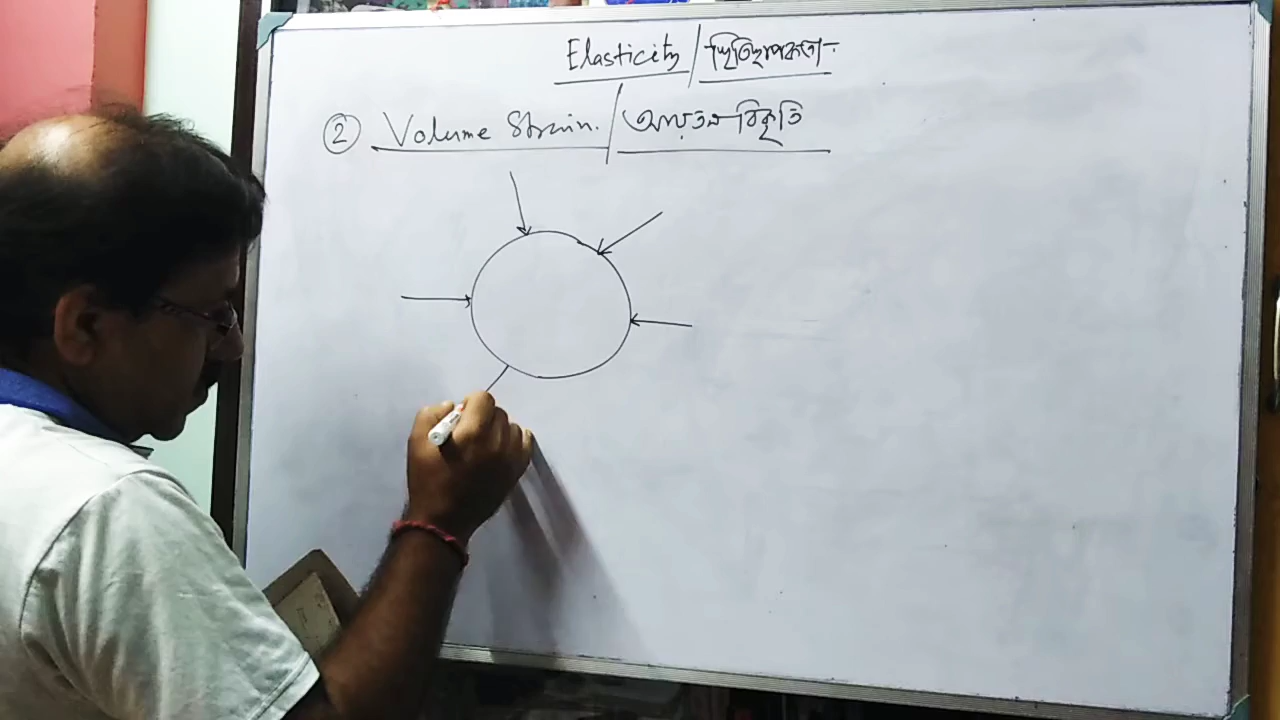 Elasticity / স্থিতিস্থাপকতা
② Volume Strain. / আয়তন বিকৃতি